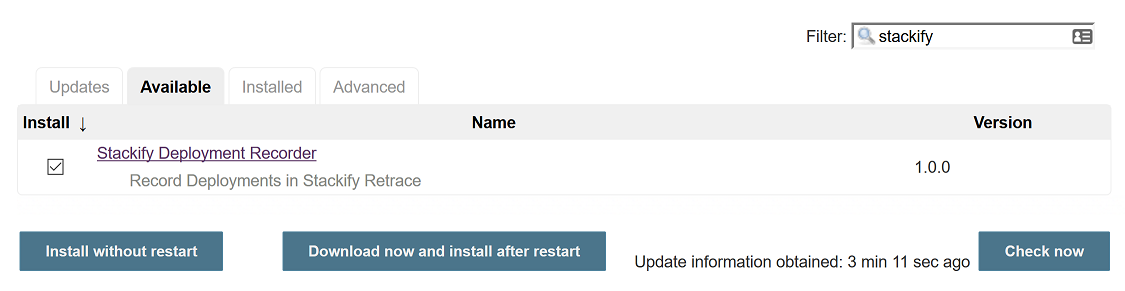 Filter: stackify
Updates Available Installed Advanced
Install ↓ Name Version
Stackify Deployment Recorder
Record Deployments in Stackify Retrace
1.0.0
Install without restart Download now and install after restart Update information obtained: 3 min 11 sec ago Check now